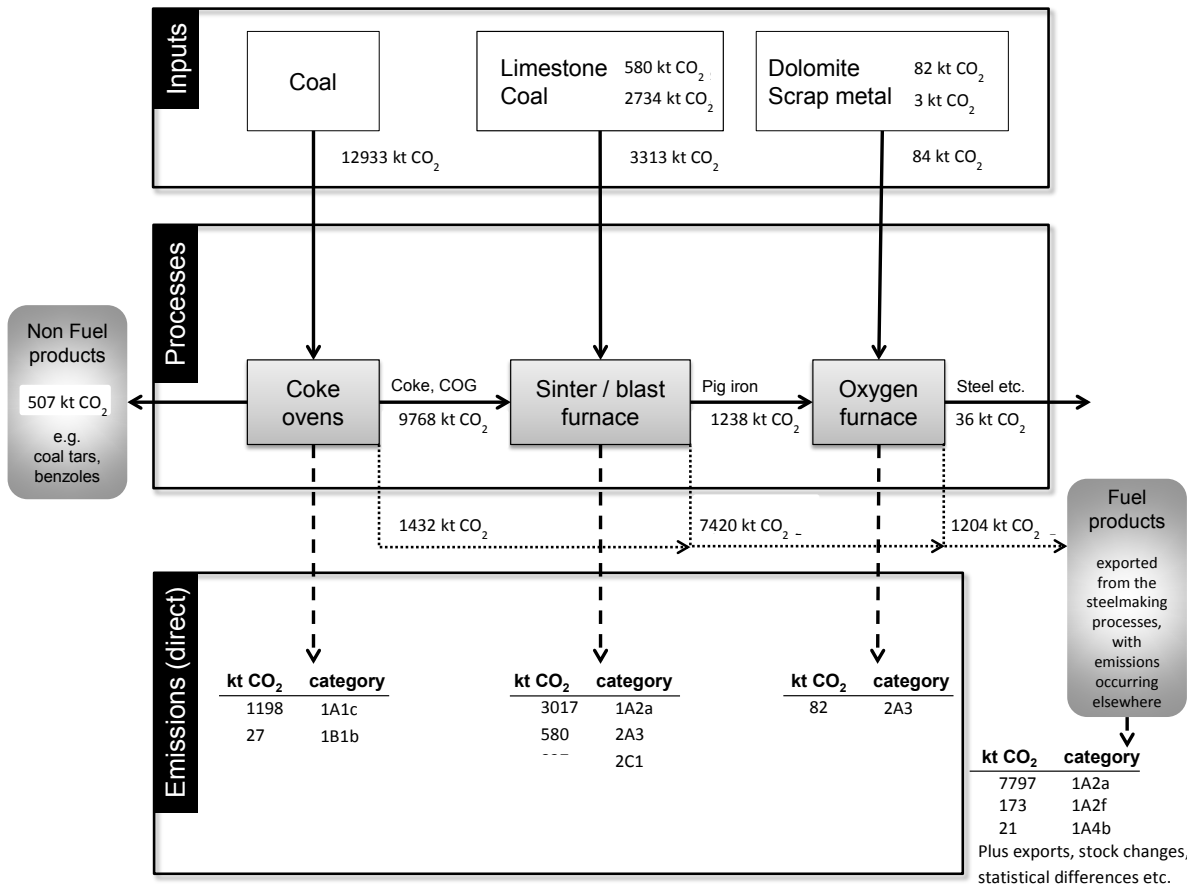 Inputs
Coal
Limestone 580 kt CO2
Coal 2734 kt CO2
Dolomite 82 kt CO2
Scrap metal 3 kt CO2
12933 kt CO2
3313 kt CO2
84 kt CO2
Processes
Non Fuel
products
507 kt CO2
e.g.
coal tars,
benzoles
Coke
ovens
Coke, COG
9768 kt CO2
Sinter / blast
furnace
Pig iron
1238 kt CO2
Oxygen
furnace
Steel etc.
36 kt CO2
1432 kt CO2
7420 kt CO2
1204 kt CO2
Fuel
products
exported
from the
steelmaking
processes,
with
emissions
occurring
elsewhere
Emissions (direct)
kt CO2 category
1198 1A1c
27 1B1b
kt CO2 category
3017 1A2a
580 2A3
2C1
kt CO2 category
82 2A3
kt CO2 category
7797 1A2a
173 1A2f
21 1A4b
Plus exports, stock changes,
statistical differences etc.